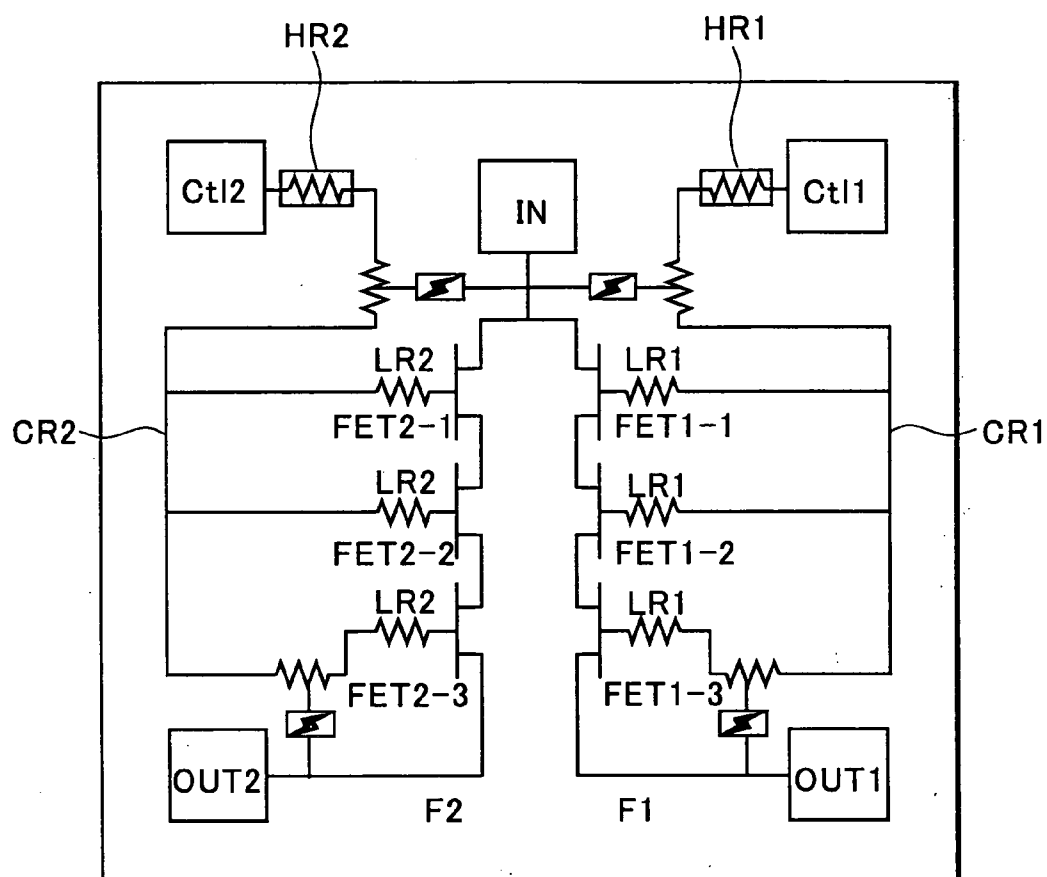 HR2
HR1
Ctl2
IN
Ctl1
LR2
LR1
FET2-1
FET1-1
CR2
CR1
LR2
LR1
FET2-2
FET1-2
LR2
LR1
FET2-3
FET1-3
OUT2
OUT1
F2
F1